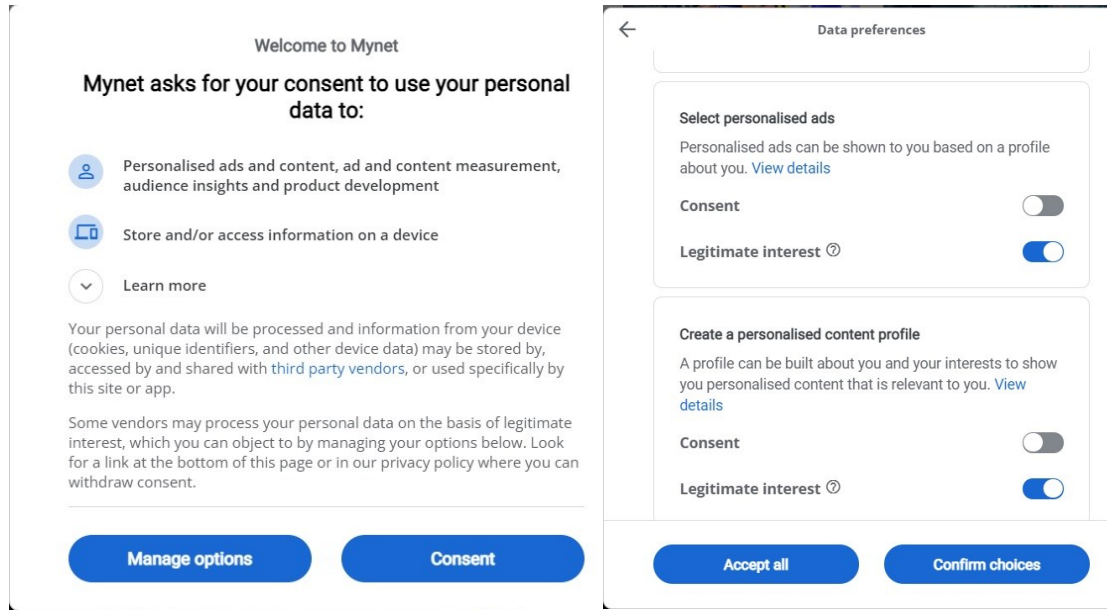 Welcome to Mynet
Mynet asks for your consent to use your personal
data to:
Personalised ads and content, ad and content measurement,
audience insights and product development
Store and/or access information on a device
Learn more
Your personal data will be processed and information from your device
(cookies, unique identifiers, and other device data) may be stored by,
accessed by and shared with third party vendors, or used specifically by
this site or app.
Some vendors may process your personal data on the basis of legitimate
interest, which you can object to by managing your options below. Look
for a link at the bottom of this page or in our privacy policy where you can
withdraw consent.
Manage options
Consent
Data preferences
Select personalised ads
Personalised ads can be shown to you based on a profile
about you. View details
Consent
Legitimate interest
Create a personalised content profile
A profile can be built about you and your interests to show
you personalised content that is relevant to you. View
details
Consent
Legitimate interest
Accept all
Confirm choices